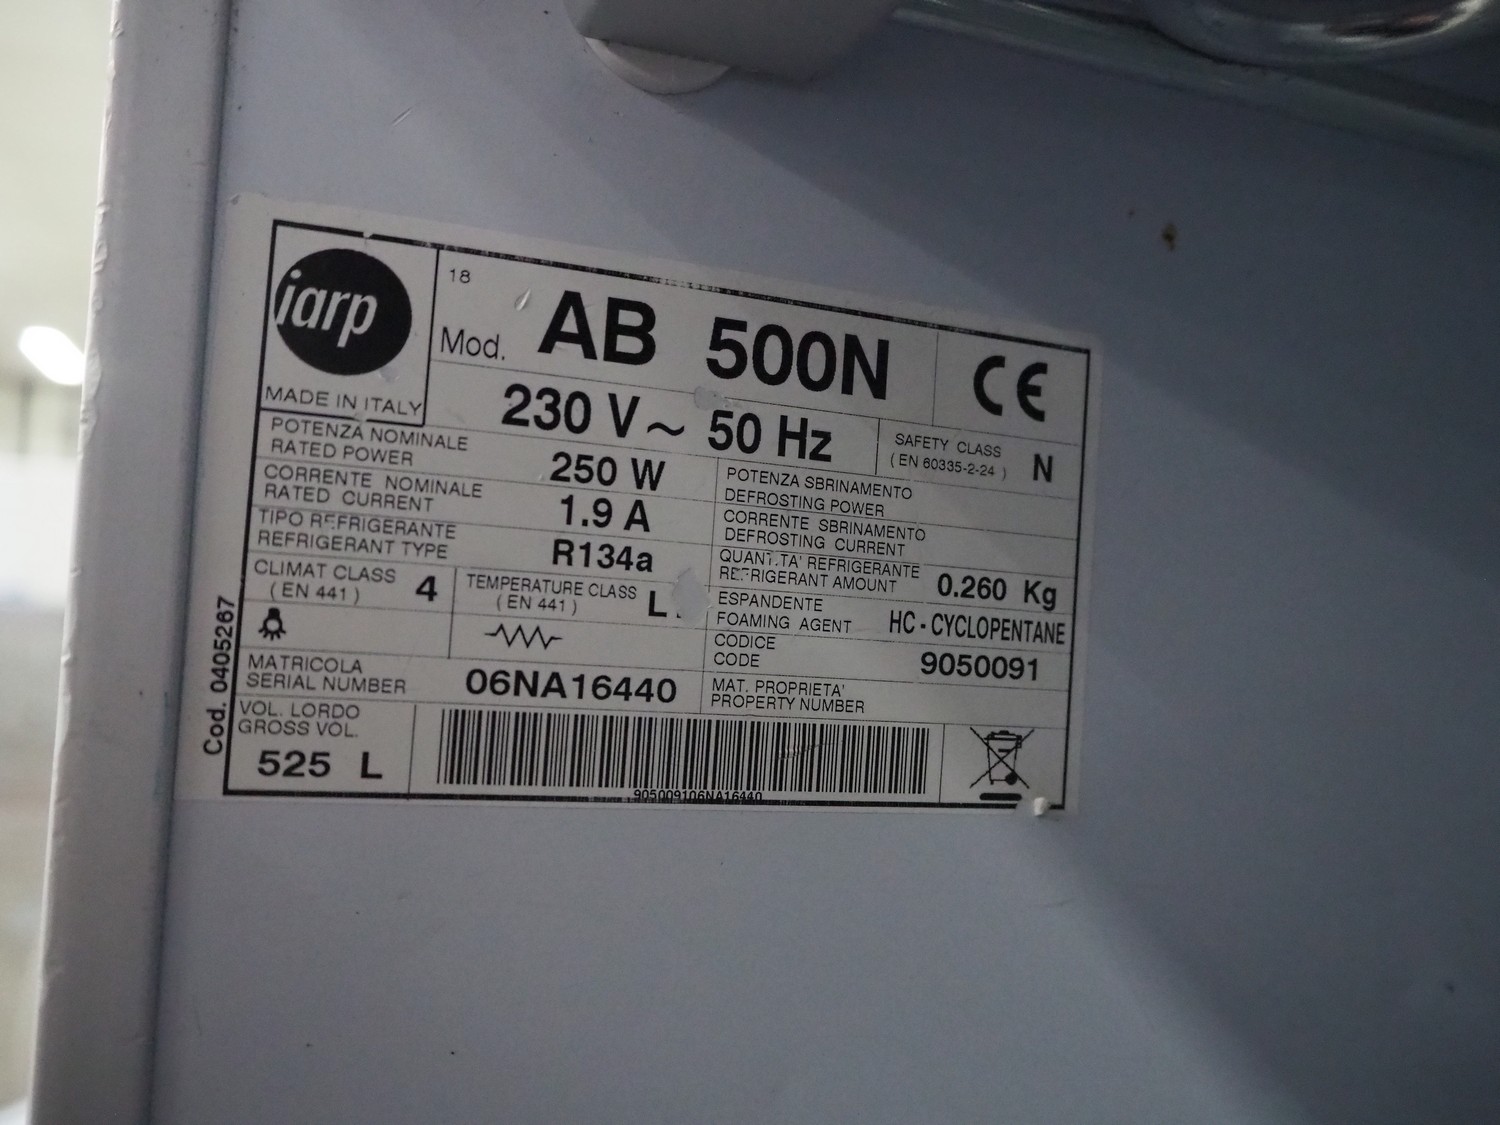 iarp
MADE IN ITALY
18
Mod. AB 500N
CE
230 V~ 50 Hz
SAFETY CLASS
( EN 60335-2-24 ) N
POTENZA NOMINALE
RATED POWER 250 W
POTENZA SBRINAMENTO
DEFROSTING POWER
CORRENTE NOMINALE
RATED CURRENT 1.9 A
CORRENTE SBRINAMENTO
DEFROSTING CURRENT
TIPO REFRIGERANTE
REFRIGERANT TYPE R134a
QUANTITA' REFRIGERANTE
REFRIGERANT AMOUNT 0.260 Kg
CLIMAT CLASS
( EN 441 ) 4
TEMPERATURE CLASS
( EN 441 ) L
ESPANDENTE
FOAMING AGENT HC - CYCLOPENTANE
CODICE
CODE 9050091
MATRICOLA
SERIAL NUMBER 06NA16440
MAT. PROPRIETA'
PROPERTY NUMBER
VOL. LORDO
GROSS VOL.
525 L
905009106NA16440
Cod. 0405267